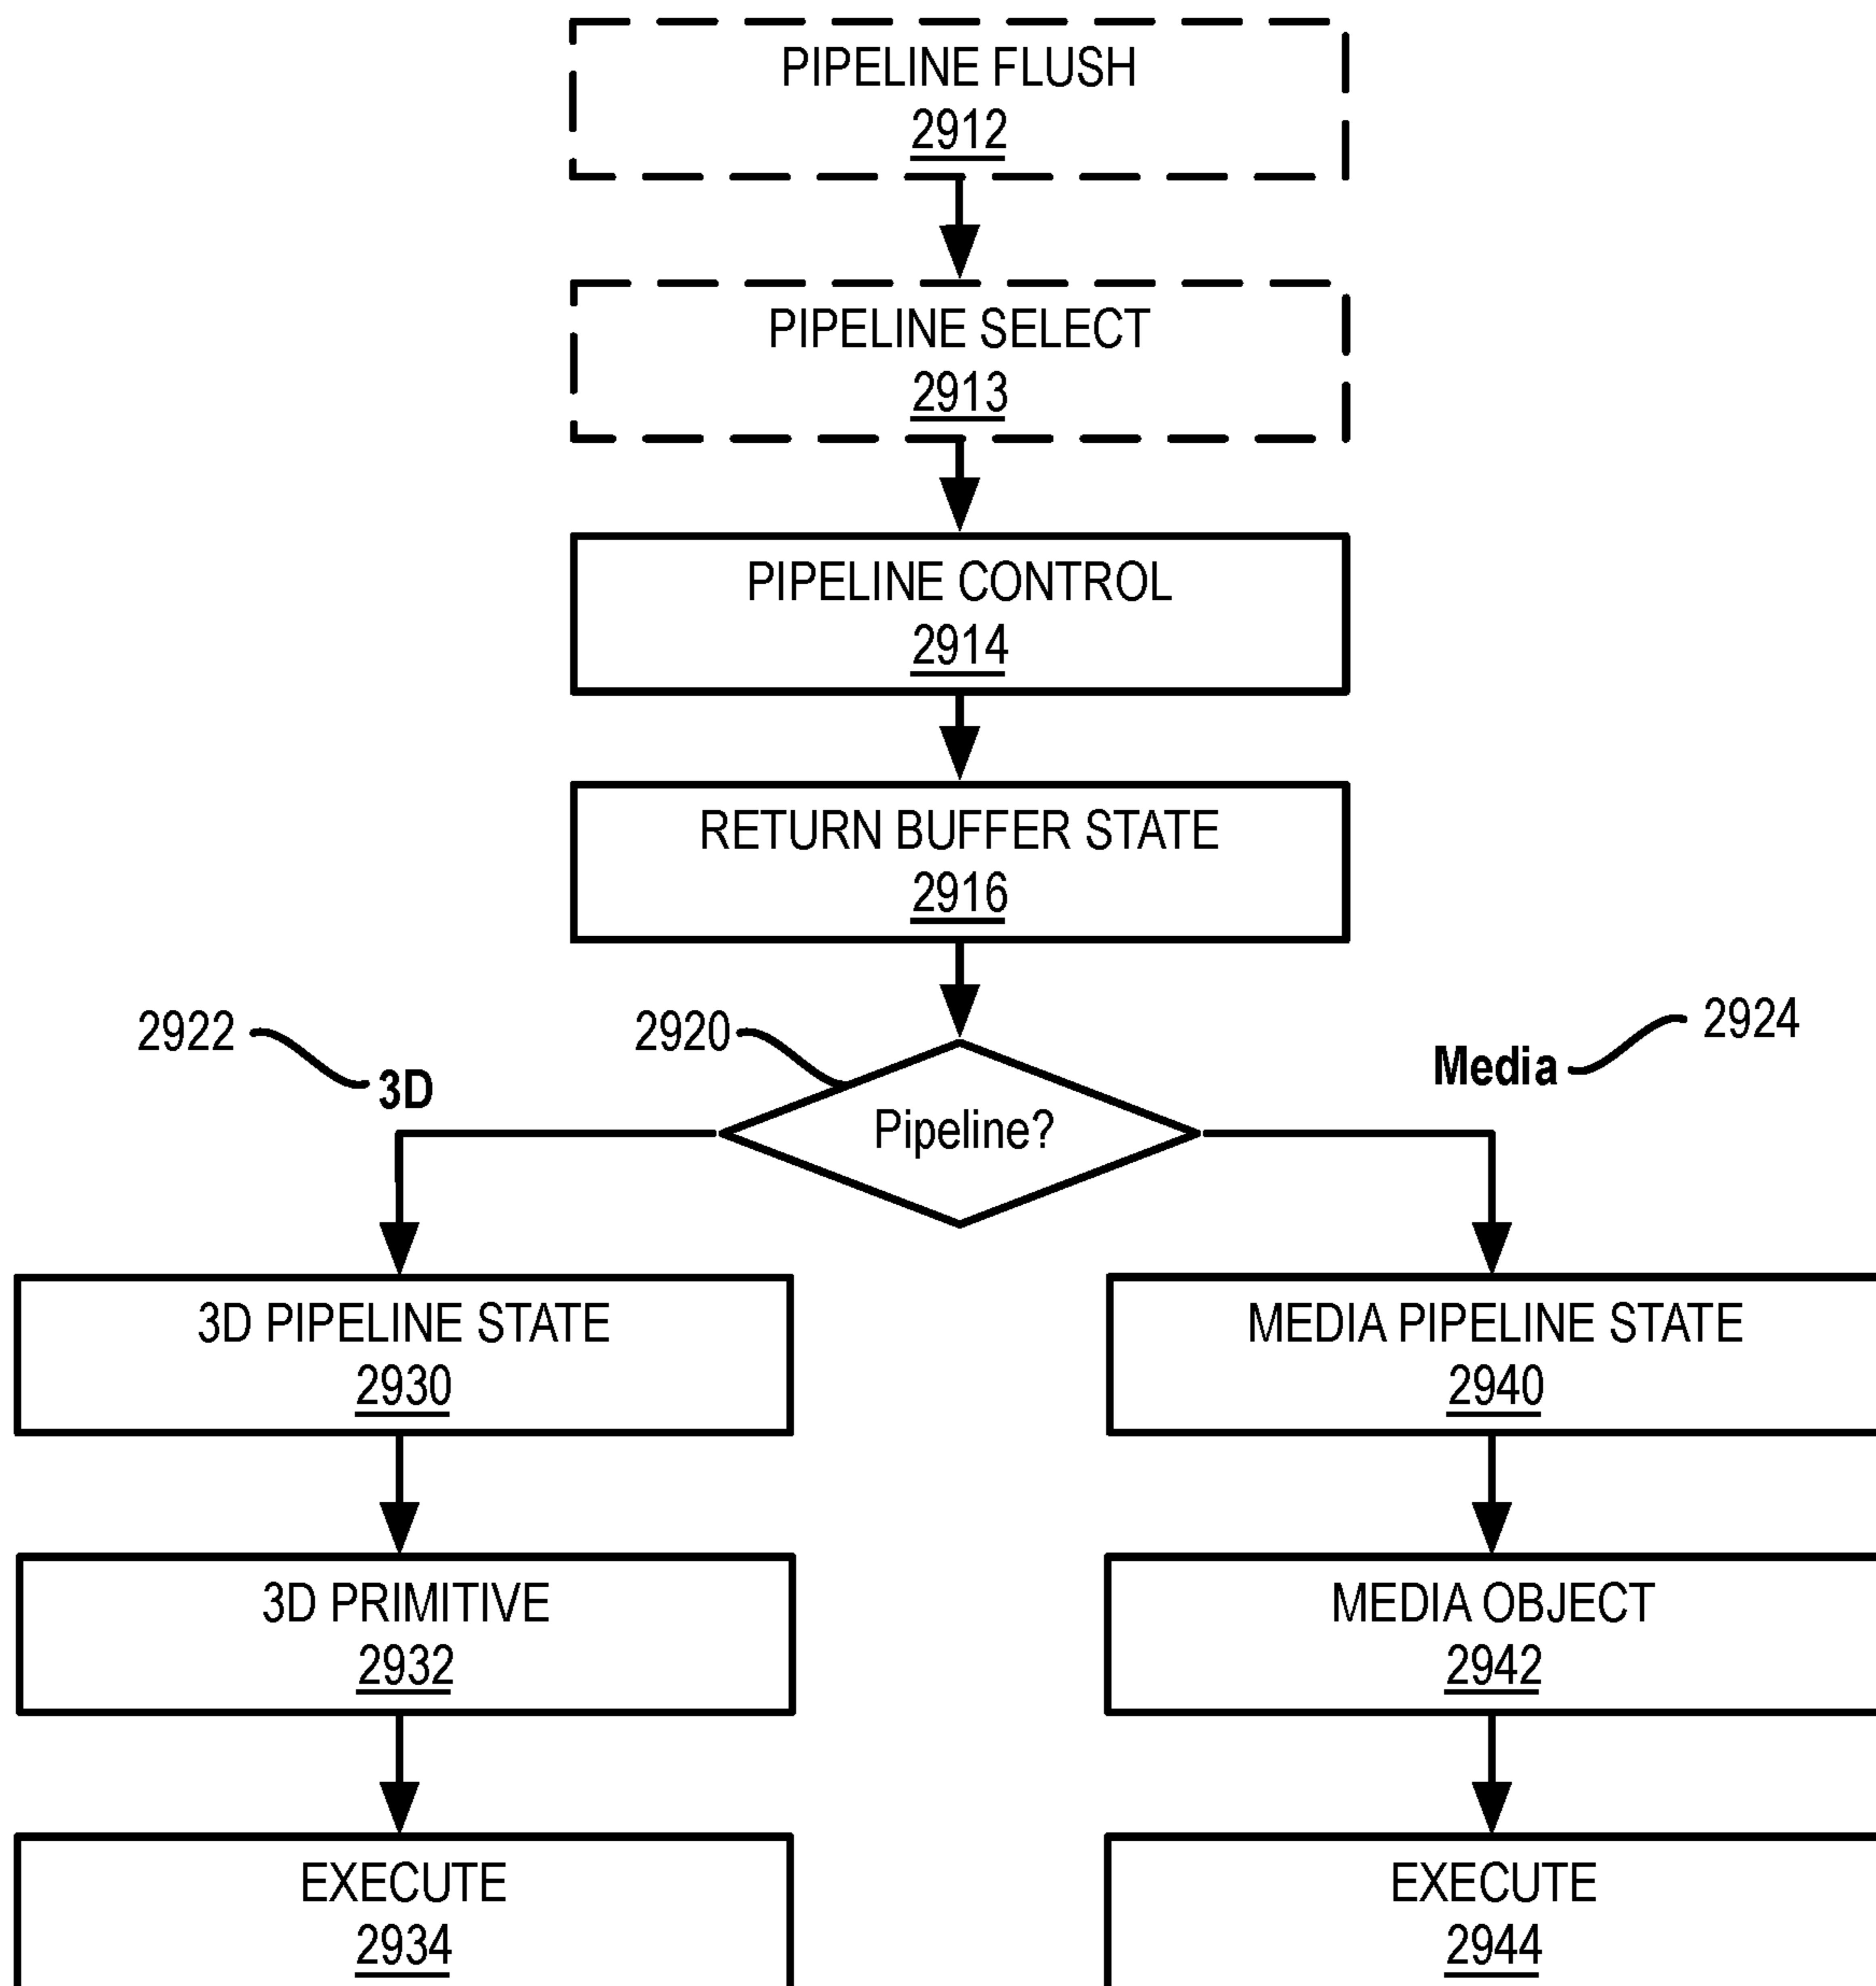 PIPELINE FLUSH
2912
PIPELINE SELECT
2913
PIPELINE CONTROL
2914
RETURN BUFFER STATE
2916
2922
2920
2924
3D
Media
Pipeline?
3D PIPELINE STATE
2930
MEDIA PIPELINE STATE
2940
3D PRIMITIVE
2932
MEDIA OBJECT
2942
EXECUTE
2934
EXECUTE
2944